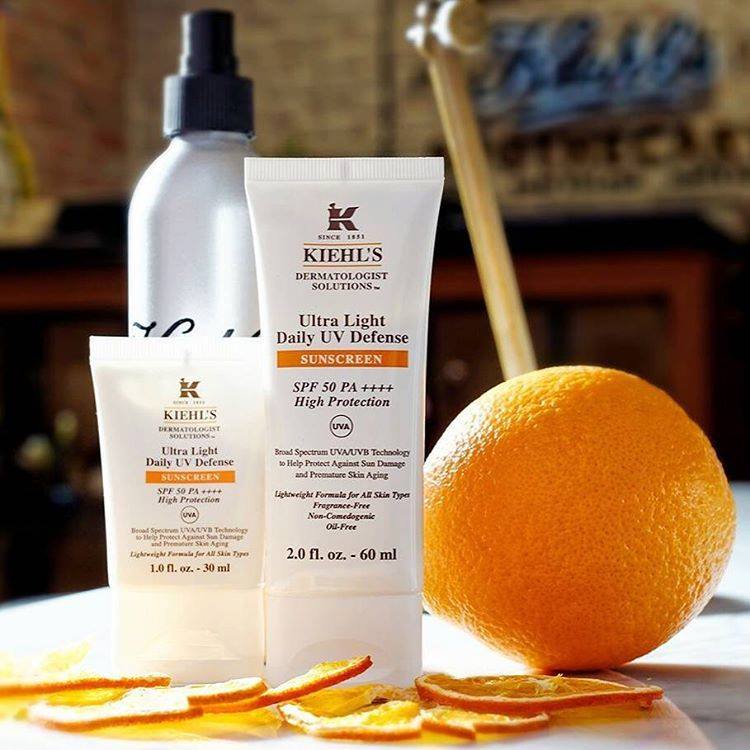 K
SINCE 1851
KIEHL'S
DERMATOLOGIST
SOLUTIONS™
Ultra Light
Daily UV Defense
SUNSCREEN
SPF 50 PA ++++
High Protection
UVA
Broad Spectrum UVA/UVB Technology
to Help Protect Against Sun Damage
and Premature Skin Aging
Lightweight Formula for All Skin Types
Fragrance-Free
Non-Comedogenic
Oil-Free
2.0 fl. oz. - 60 ml
K
SINCE 1851
KIEHL'S
DERMATOLOGIST
SOLUTIONS™
Ultra Light
Daily UV Defense
SUNSCREEN
SPF 50 PA ++++
High Protection
UVA
Broad Spectrum UVA/UVB Technology
to Help Protect Against Sun Damage
and Premature Skin Aging
Lightweight Formula for All Skin Types
1.0 fl. oz. - 30 ml